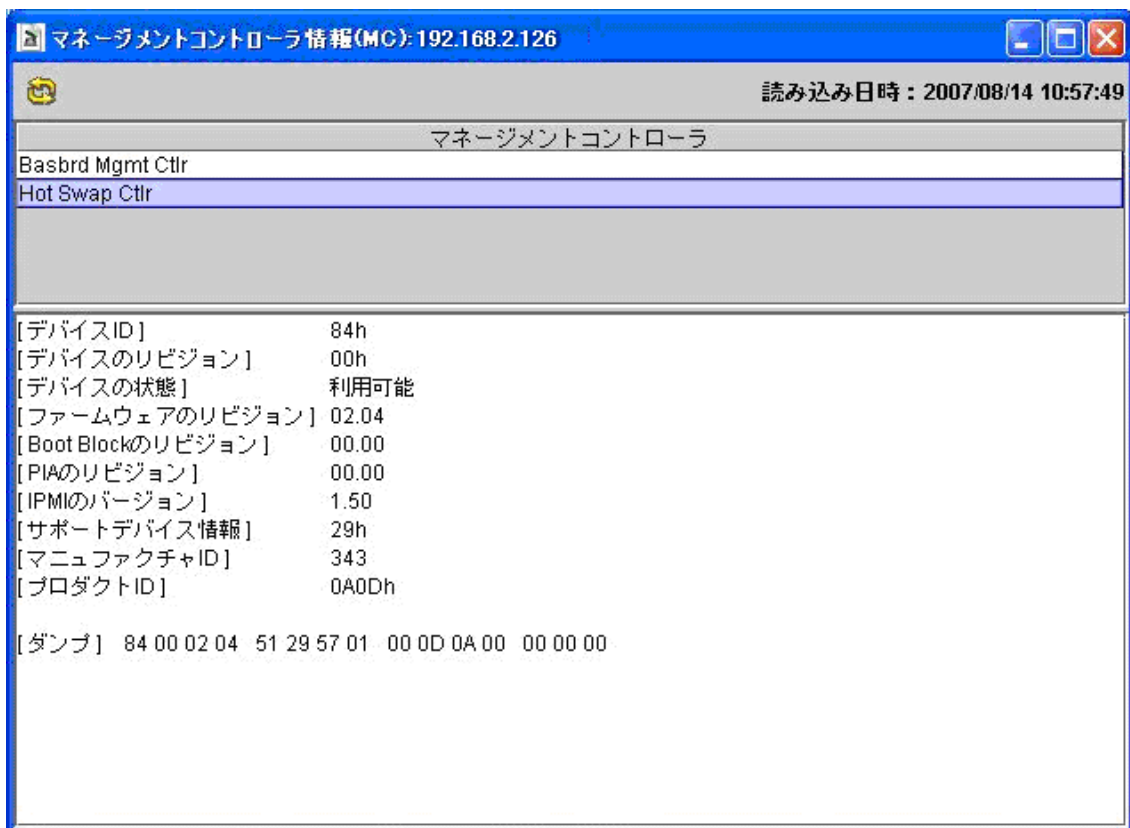 マネージメントコントローラ情報(MC):192.168.2.126
読み込み日時：2007/08/14 10:57:49
マネージメントコントローラ
Basbrd Mgmt Ctlr
Hot Swap Ctlr
[デバイスID] 84h
[デバイスのリビジョン] 00h
[デバイスの状態] 利用可能
[ファームウェアのリビジョン] 02.04
[Boot Blockのリビジョン] 00.00
[PIAのリビジョン] 00.00
[IPMIのバージョン] 1.50
[サポートデバイス情報] 29h
[マニュファクチャID] 343
[プロダクトID] 0A0Dh
[ダンプ] 84 00 02 04 51 29 57 01 00 0D 0A 00 00 00 00